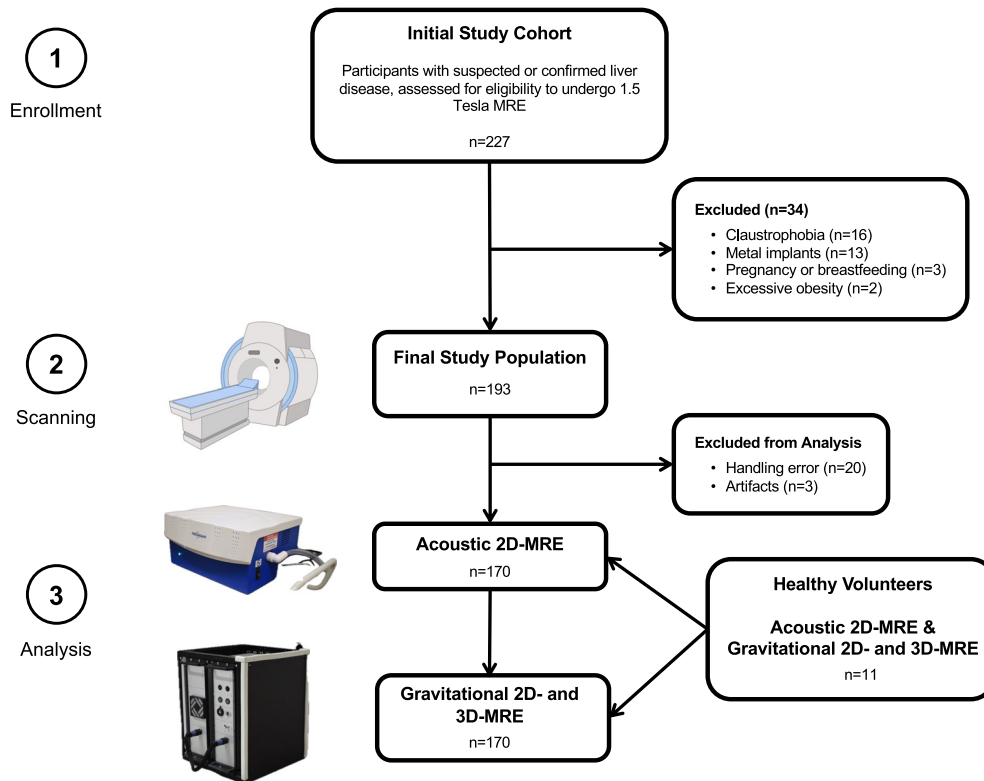 1
Enrollment
Initial Study Cohort
Participants with suspected or confirmed liver
disease, assessed for eligibility to undergo 1.5
Tesla MRE
n=227
Excluded (n=34)
• Claustrophobia (n=16)
• Metal implants (n=13)
• Pregnancy or breastfeeding (n=3)
• Excessive obesity (n=2)
2
Scanning
Final Study Population
n=193
Excluded from Analysis
• Handling error (n=20)
• Artifacts (n=3)
3
Analysis
Acoustic 2D-MRE
n=170
Healthy Volunteers
Acoustic 2D-MRE &
Gravitational 2D- and 3D-MRE
n=11
Gravitational 2D- and
3D-MRE
n=170